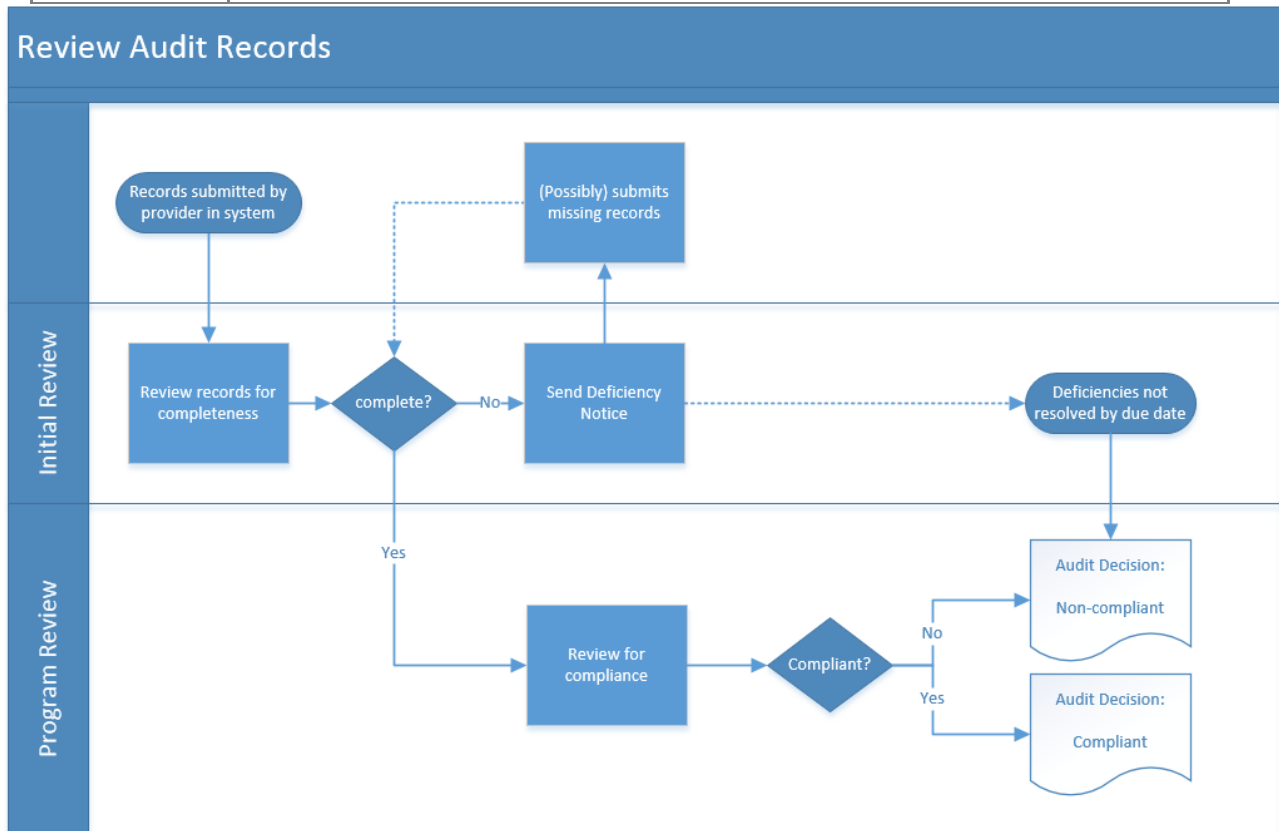 Review Audit Records
Records submitted by
provider in system
(Possibly) submits
missing records
Initial Review
Review records for
completeness
complete?
No
Send Deficiency
Notice
Deficiencies not
resolved by due date
Program Review
Yes
Review for
compliance
Compliant?
No
Yes
Audit Decision:
Non-compliant
Audit Decision:
Compliant